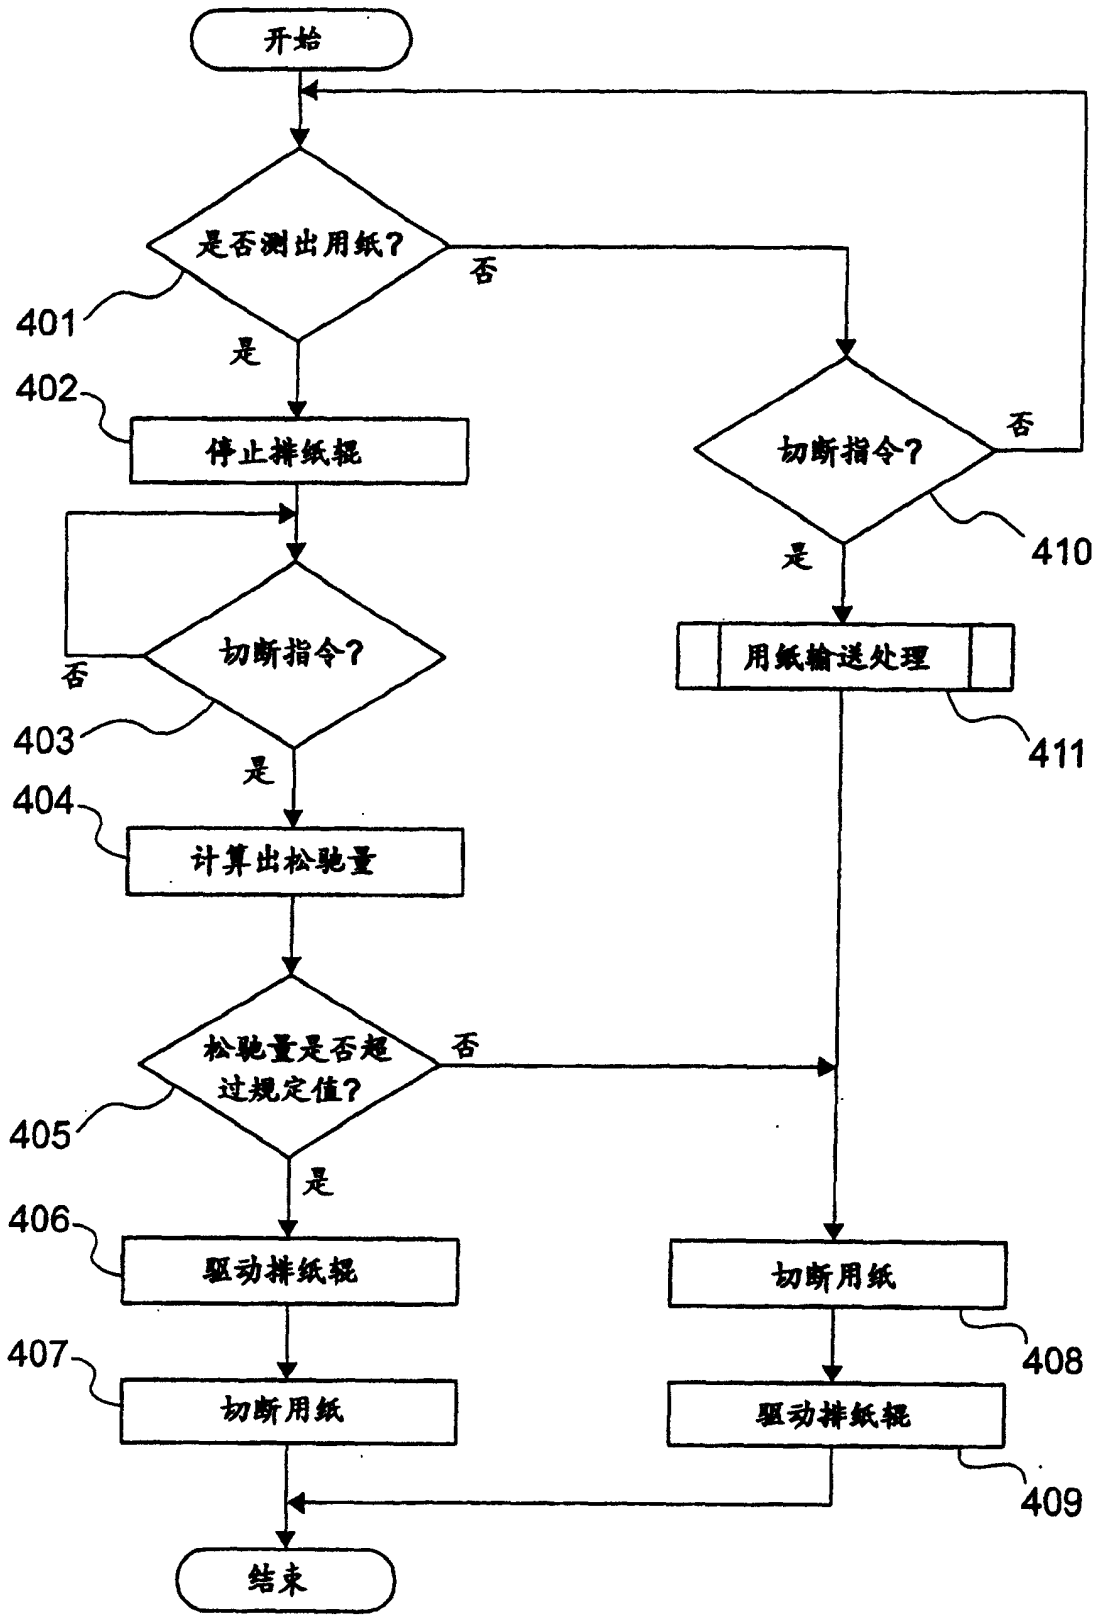 开始
是否测出用纸?
否
401
是
402
停止排纸辊
切断指令?
否
410
是
切断指令?
否
403
是
用纸输送处理
411
404
计算出松驰量
松驰量是否超
过规定值?
否
405
是
406
驱动排纸辊
407
切断用纸
切断用纸
408
驱动排纸辊
409
结束